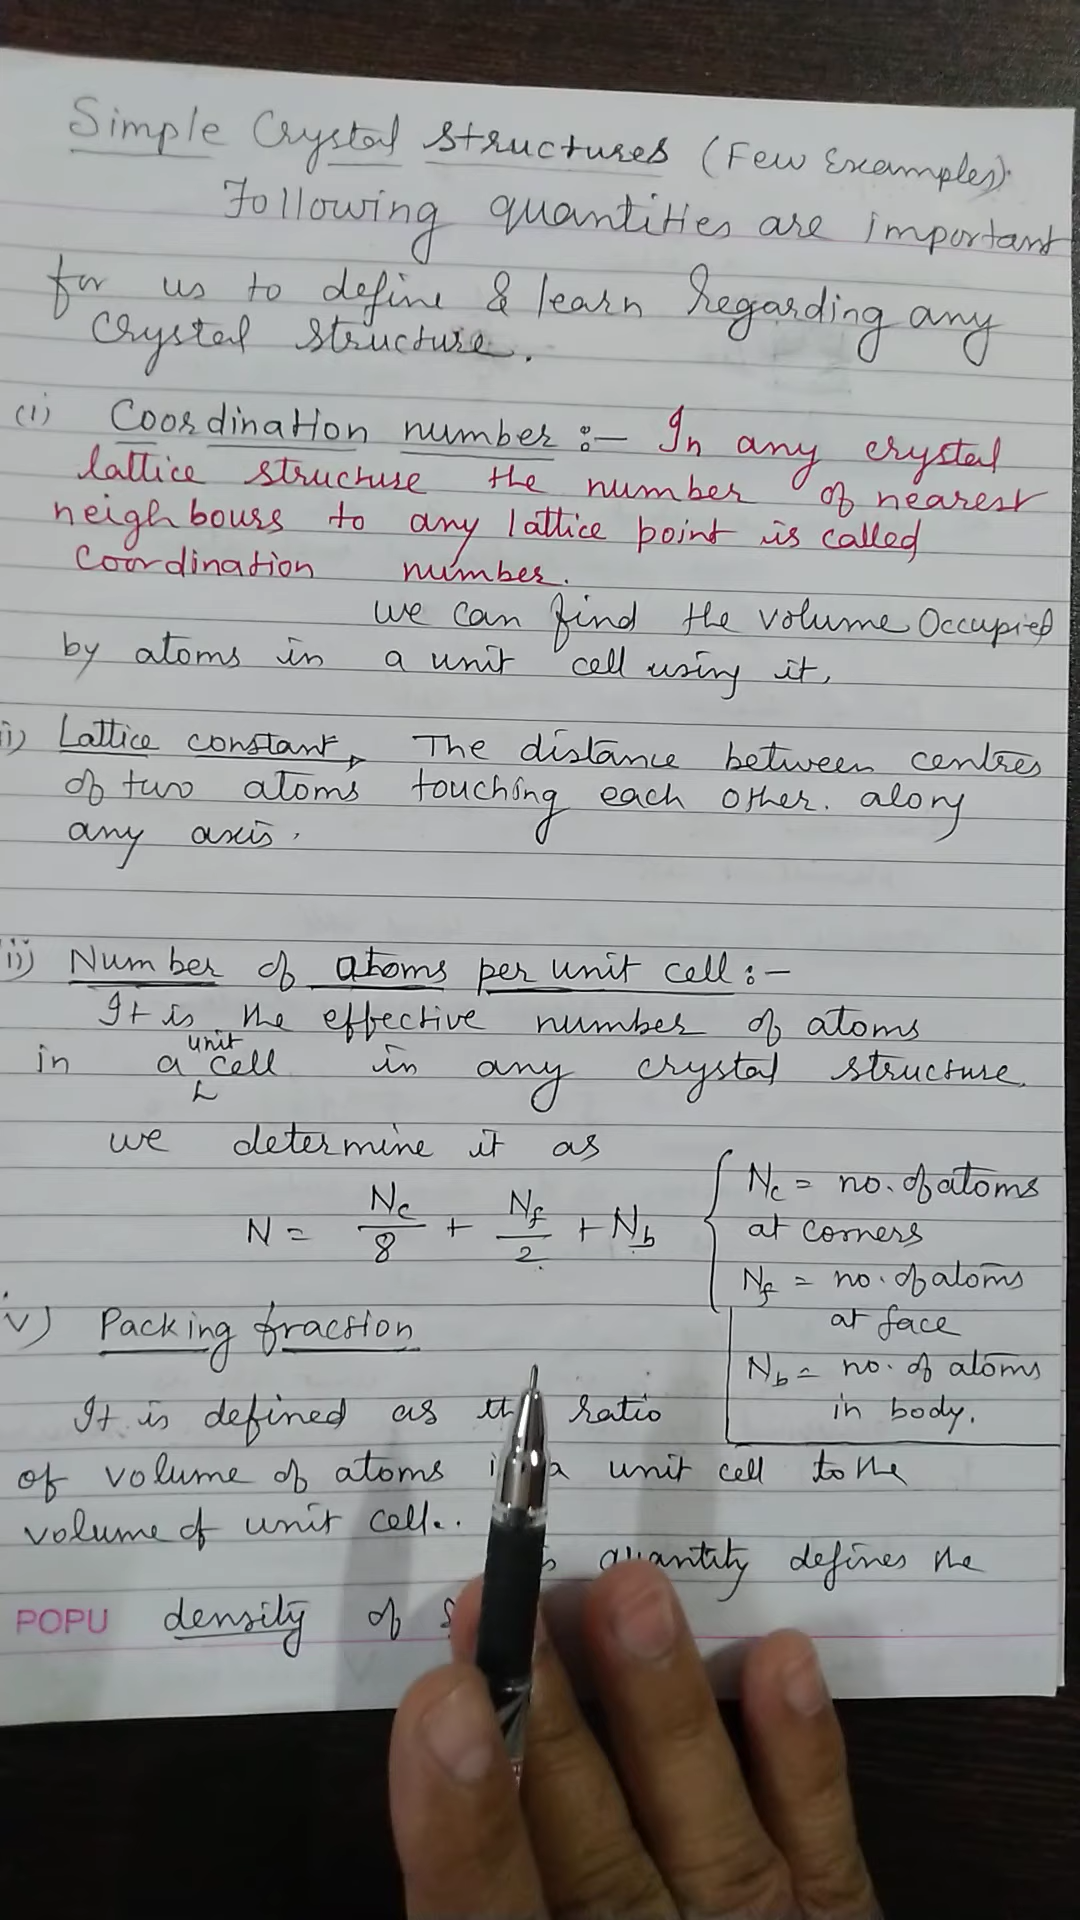 Simple Crystal structures (Few Examples).
Following quantities are important
for us to define & learn Regarding any
Crystal structure.
(i) Coordination number :- In any crystal
lattice structure the number of nearest
neighbours to any lattice point is called
Coordination number.
we can find the volume Occupied
by atoms in a unit cell using it.
i) Lattice constant, The distance between centres
of two atoms touching each other. along
any axis.
ii) Number of atoms per unit cell :-
It is the effective number of atoms
in a unit cell in any crystal structure.
we determine it as
N = Nc/8 + Nf/2 + Nb
{ Nc = no. of atoms
at corners
Nf = no. of atoms
at face
Nb = no. of atoms
in body.
iv) Packing fraction
It is defined as the ratio
of volume of atoms a unit cell to the
volume of unit cell..
quantity defines the
POPU density of